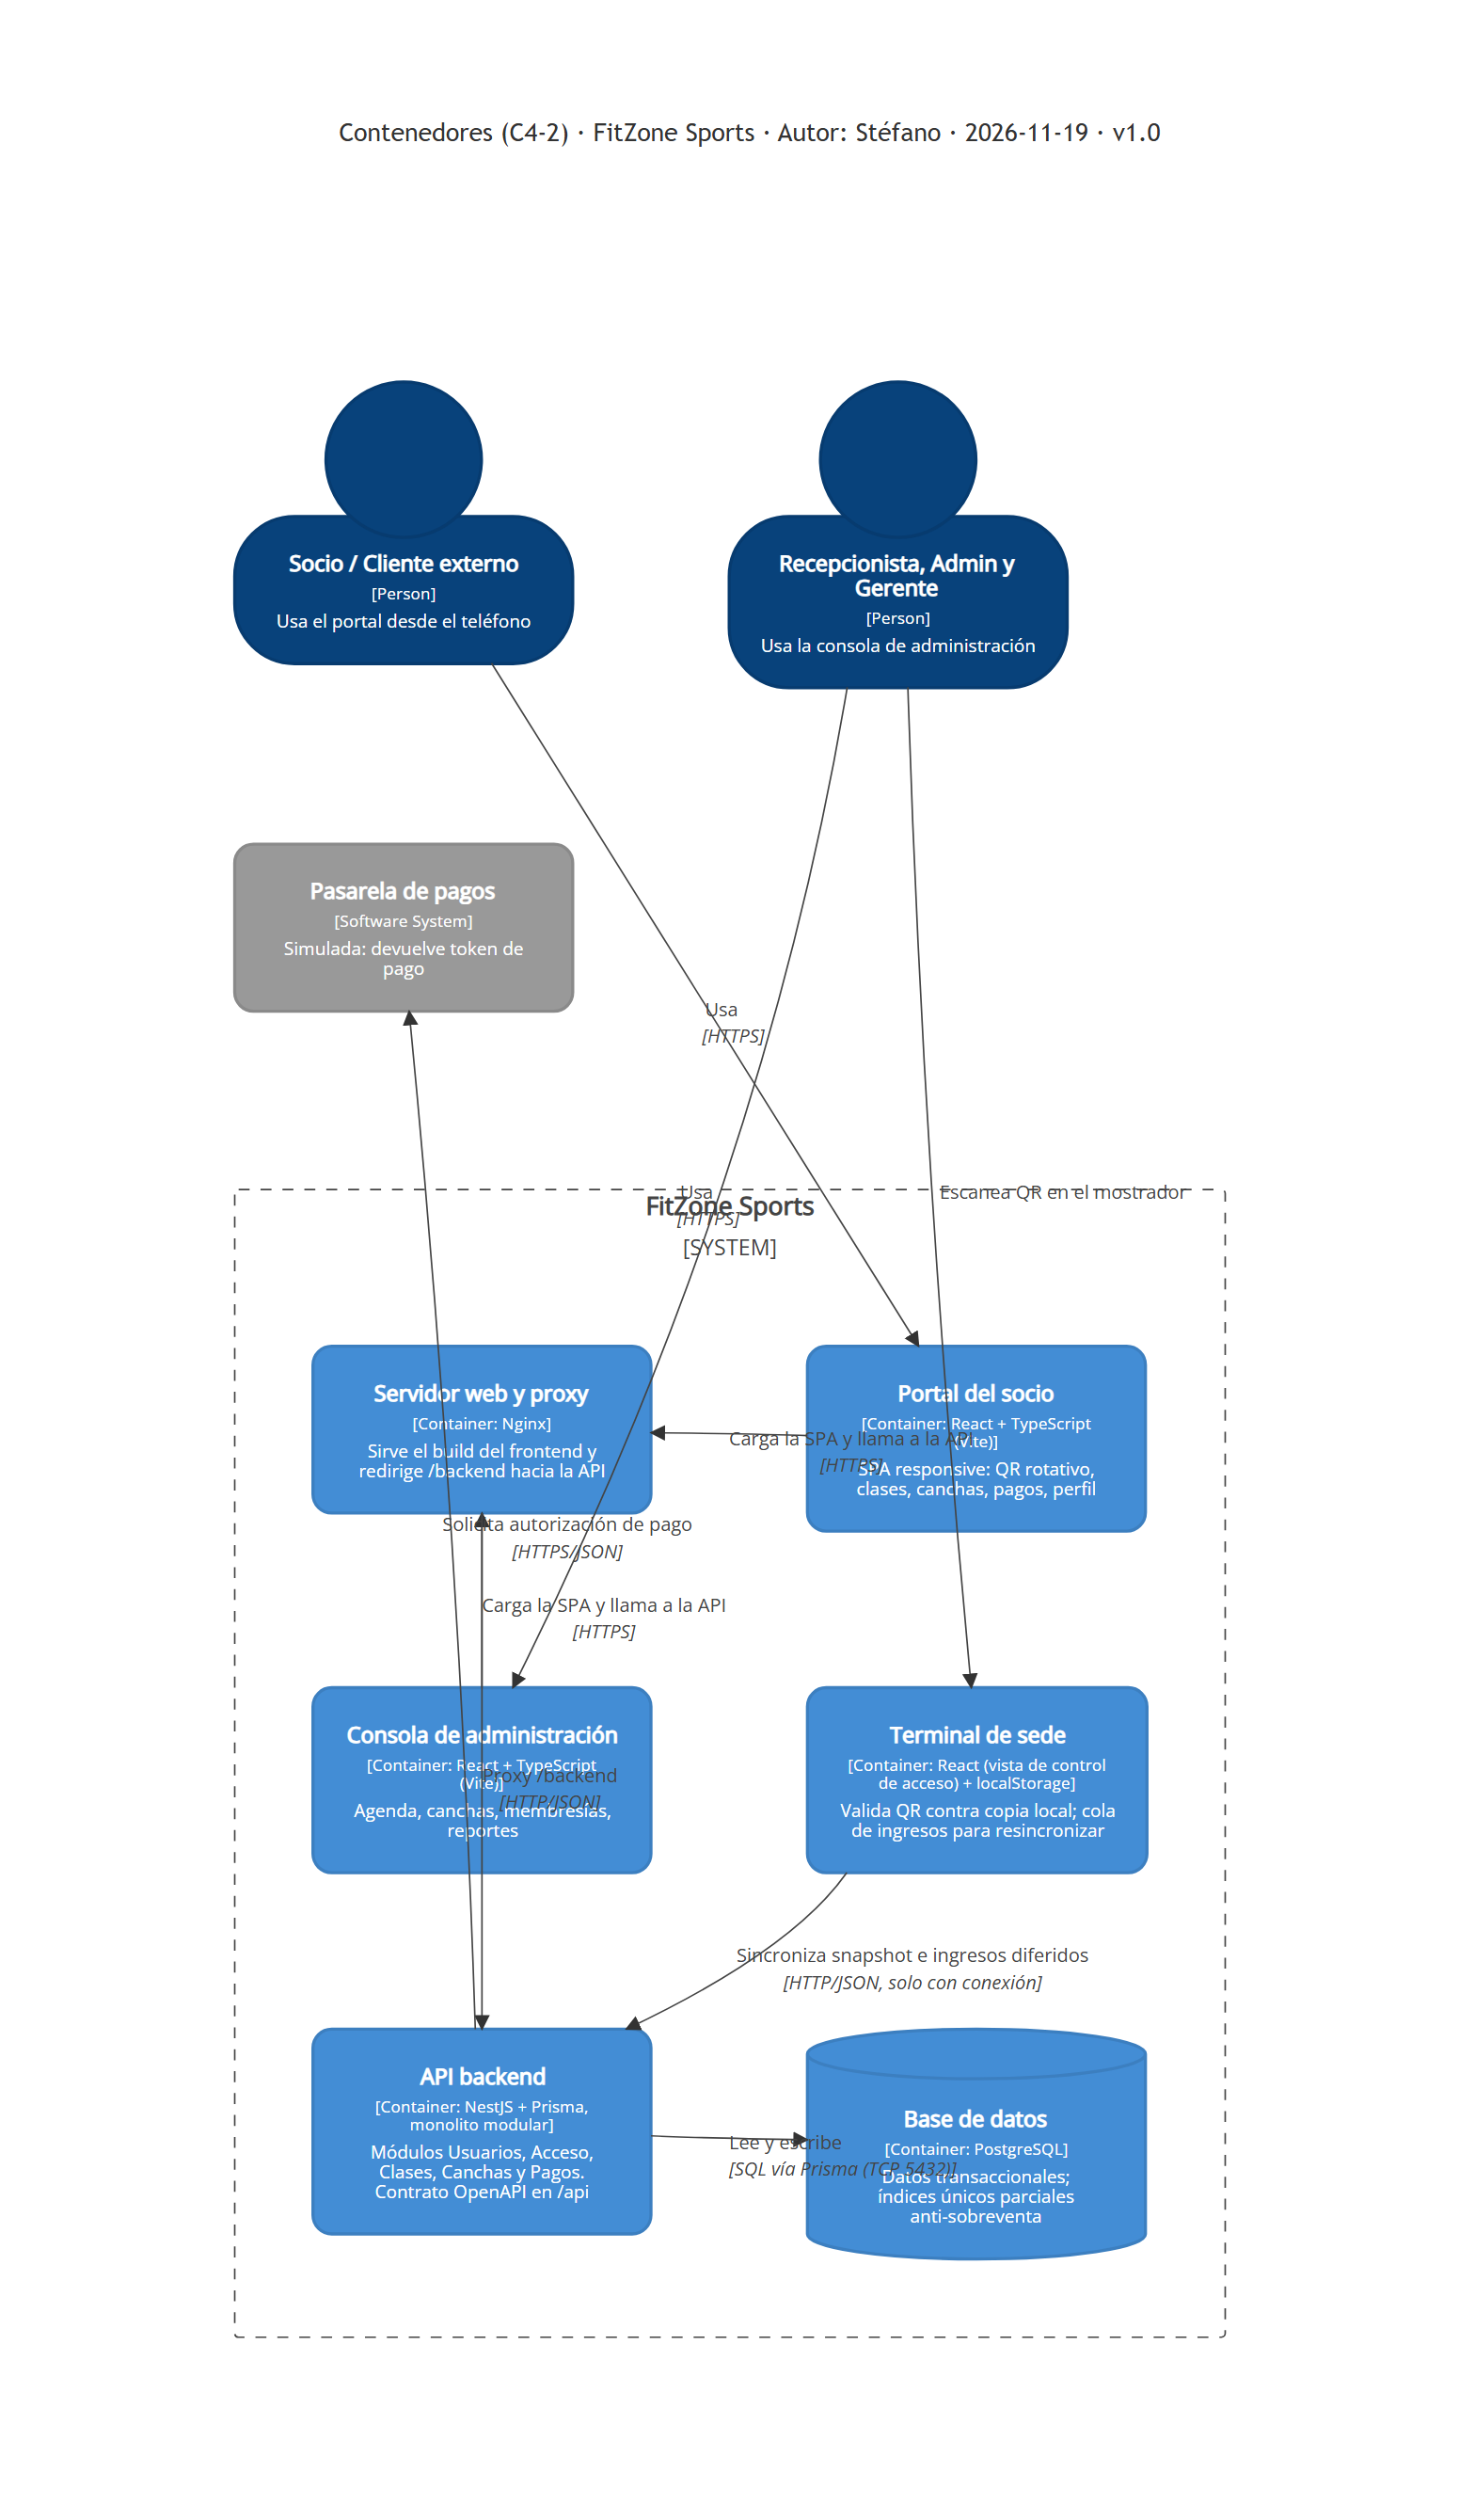 Contenedores (C4-2) · FitZone Sports · Autor: Stéfano · 2026-11-19 · v1.0
Socio / Cliente externo
[Person]
Usa el portal desde el teléfono
Recepcionista, Admin y
Gerente
[Person]
Usa la consola de administración
Pasarela de pagos
[Software System]
Simulada: devuelve token de
pago
Usa
[HTTPS]
Usa
[HTTPS]
Escanea QR en el mostrador
FitZone Sports
[SYSTEM]
Servidor web y proxy
[Container: Nginx]
Sirve el build del frontend y
redirige /backend hacia la API
Portal del socio
[Container: React + TypeScript
(Vite)]
SPA responsive: QR rotativo,
clases, canchas, pagos, perfil
Carga la SPA y llama a la API
[HTTPS]
Solicita autorización de pago
[HTTPS/JSON]
Carga la SPA y llama a la API
[HTTPS]
Consola de administración
[Container: React + TypeScript
(Vite)]
Agenda, canchas, membresías,
reportes
Proxy /backend
[HTTP/JSON]
Terminal de sede
[Container: React (vista de control
de acceso) + localStorage]
Valida QR contra copia local; cola
de ingresos para resincronizar
Sincroniza snapshot e ingresos diferidos
[HTTP/JSON, solo con conexión]
API backend
[Container: NestJS + Prisma,
monolito modular]
Módulos Usuarios, Acceso,
Clases, Canchas y Pagos.
Contrato OpenAPI en /api
Lee y escribe
[SQL vía Prisma (TCP 5432)]
Base de datos
[Container: PostgreSQL]
Datos transaccionales;
índices únicos parciales
anti-sobreventa